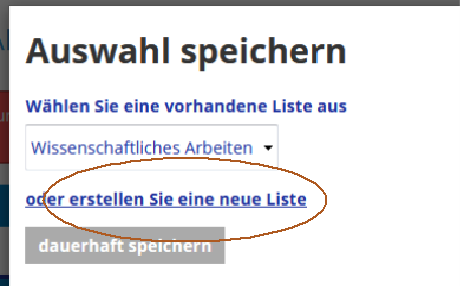 Auswahl speichern
Wählen Sie eine vorhandene Liste aus
Wissenschaftliches Arbeiten
oder erstellen Sie eine neue Liste
dauerhaft speichern